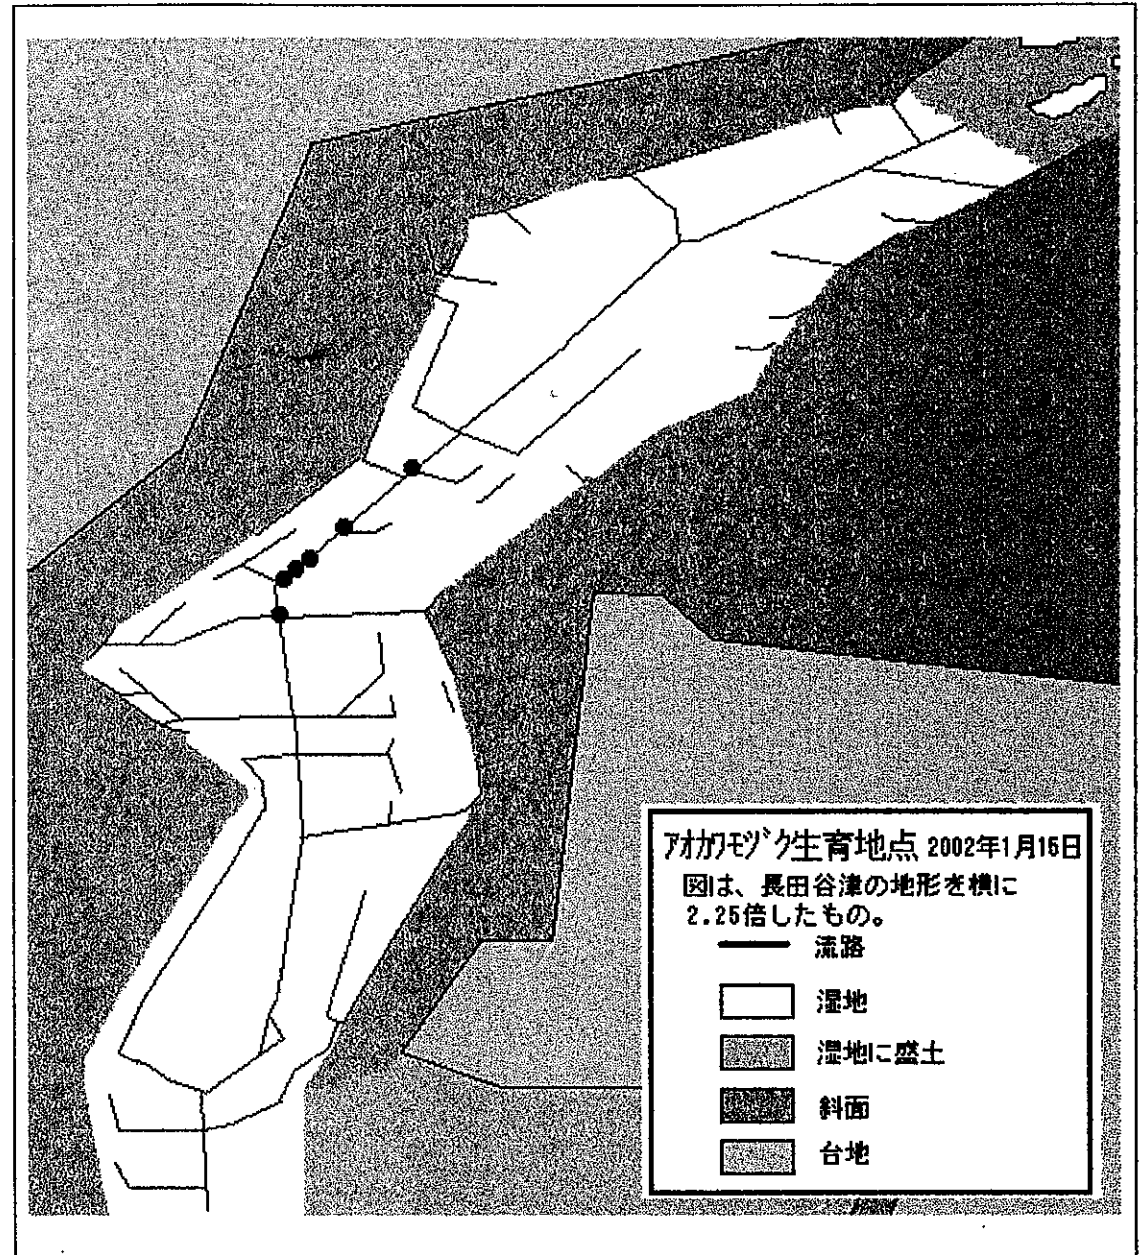 アオカワモヅク生育地点 2002年1月15日
図は、長田谷津の地形を横に
2.25倍したもの。
流路
湿地
湿地に盛土
斜面
台地